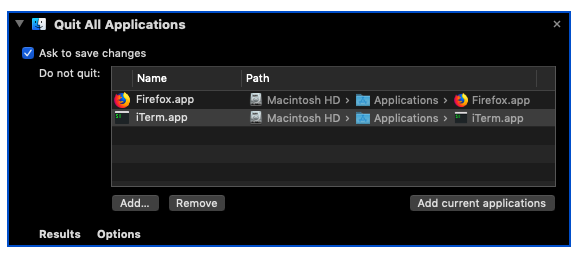 Quit All Applications
Ask to save changes
Do not quit:
Name Path
Firefox.app Macintosh HD › Applications › Firefox.app
iTerm.app Macintosh HD › Applications › iTerm.app
Add... Remove Add current applications
Results Options